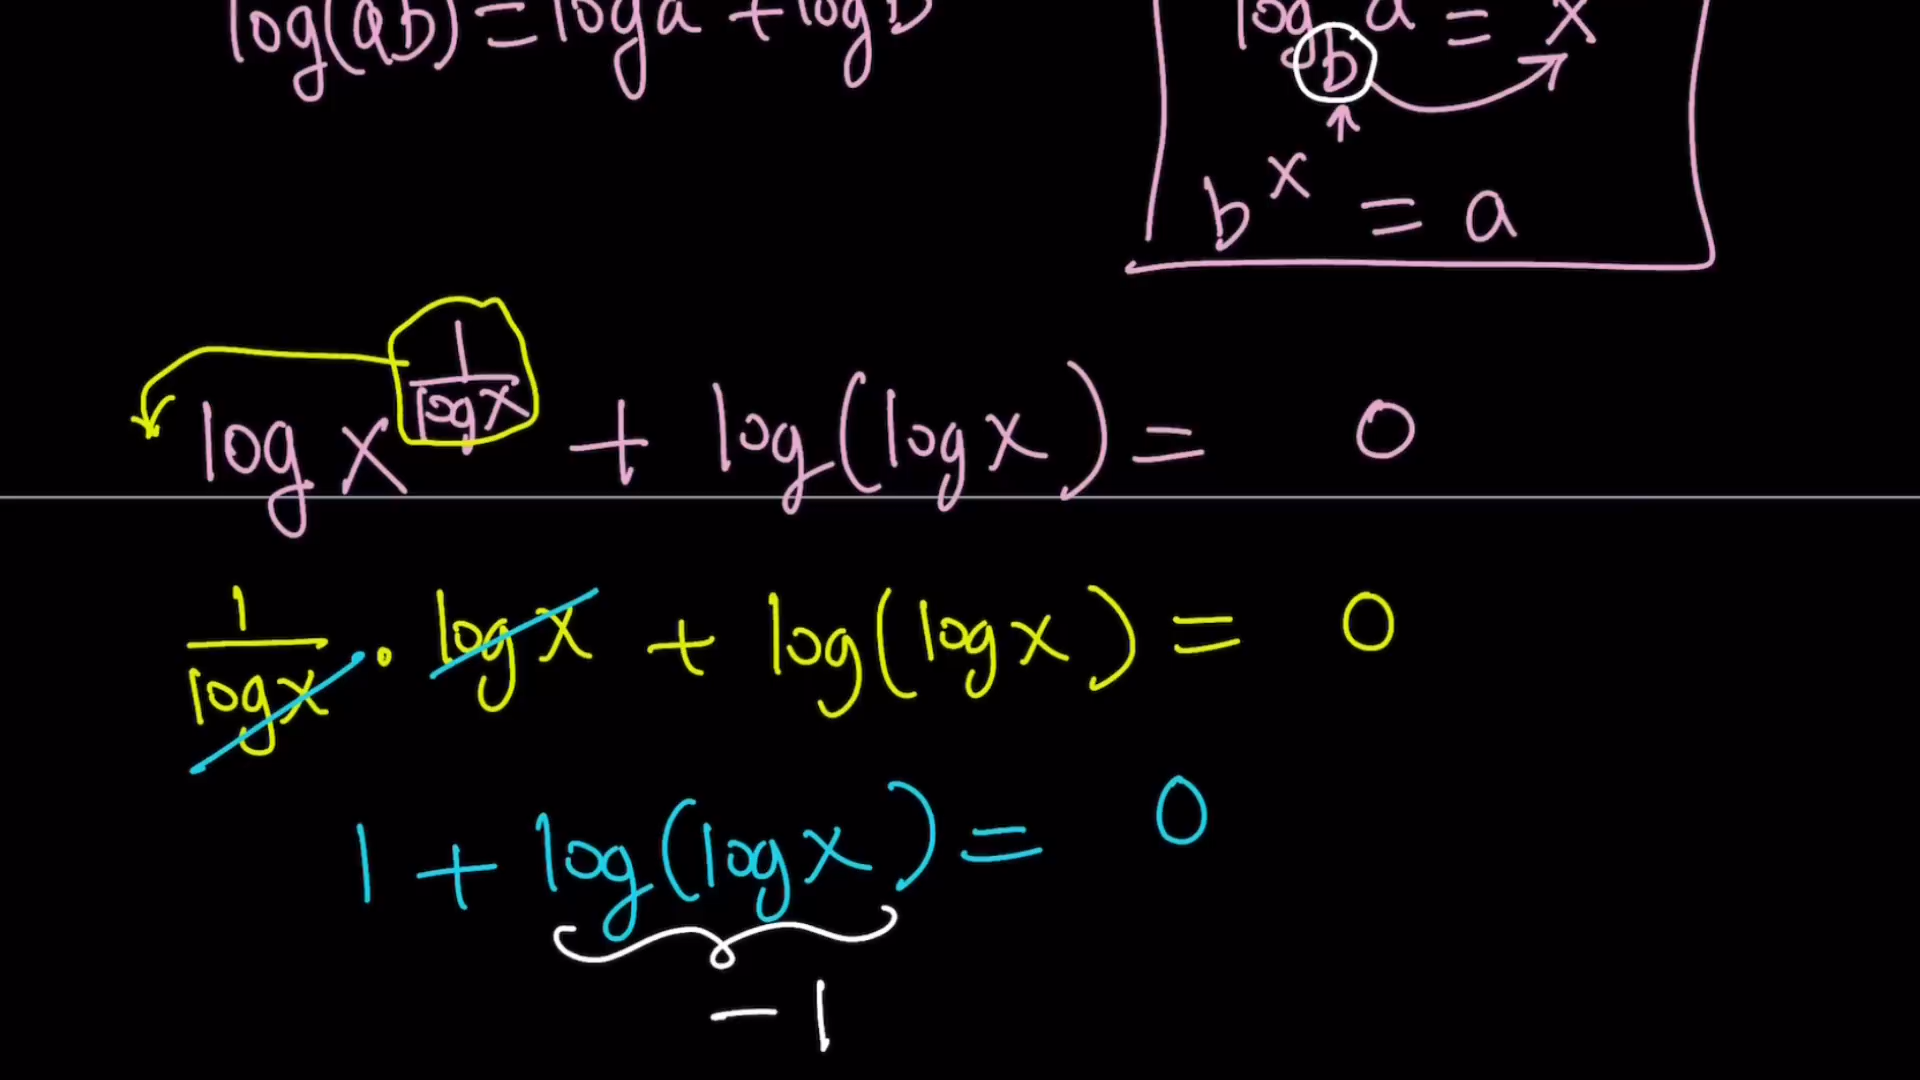 log(ab) = log a + log b
log_b a = x
b^x = a
log x^(1/log x) + log(log x) = 0
1/log x · log x + log(log x) = 0
1 + log(log x) = 0
-1